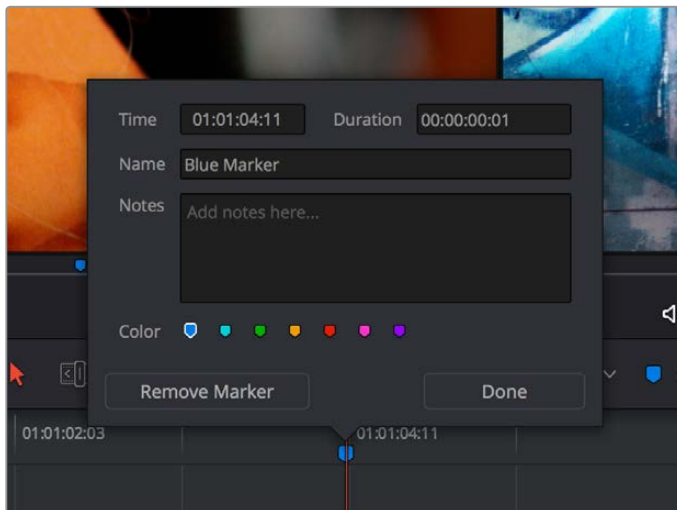 Time 01:01:04:11 Duration 00:00:00:01
Name Blue Marker
Notes Add notes here...
Color
Remove Marker Done
01:01:02:03 01:01:04:11